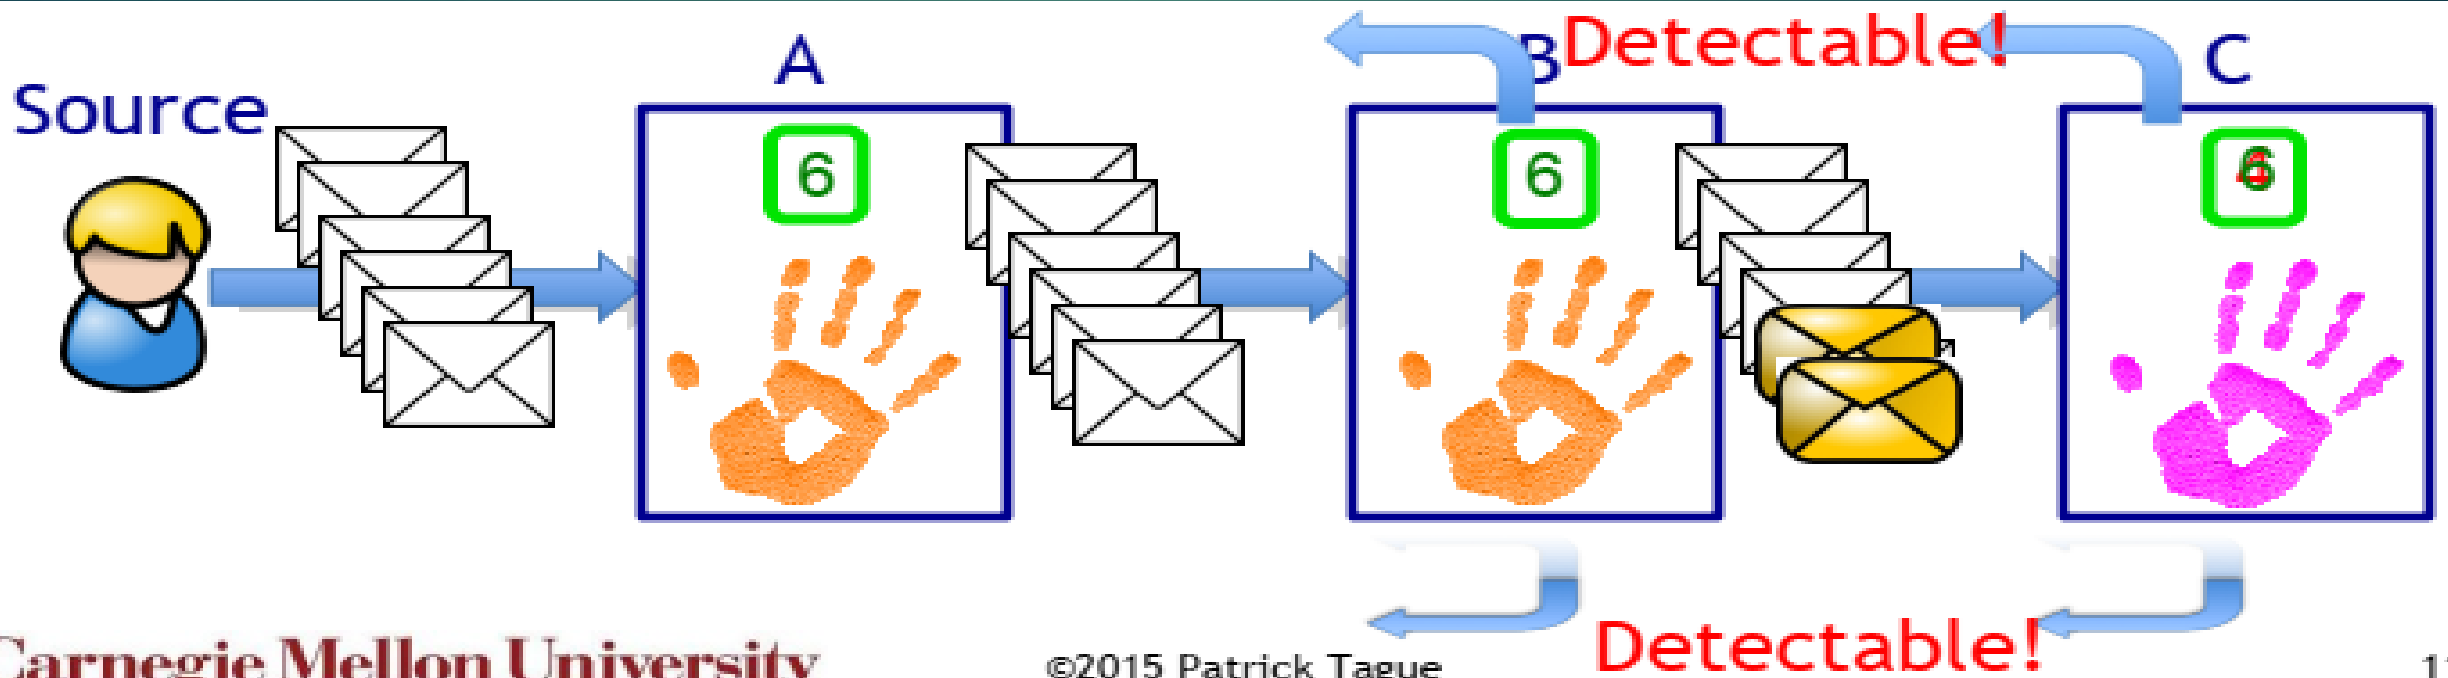 A
B
Detectable!
C
Source
6
6
6
Carnegie Mellon University
©2015 Patrick Tague
Detectable!